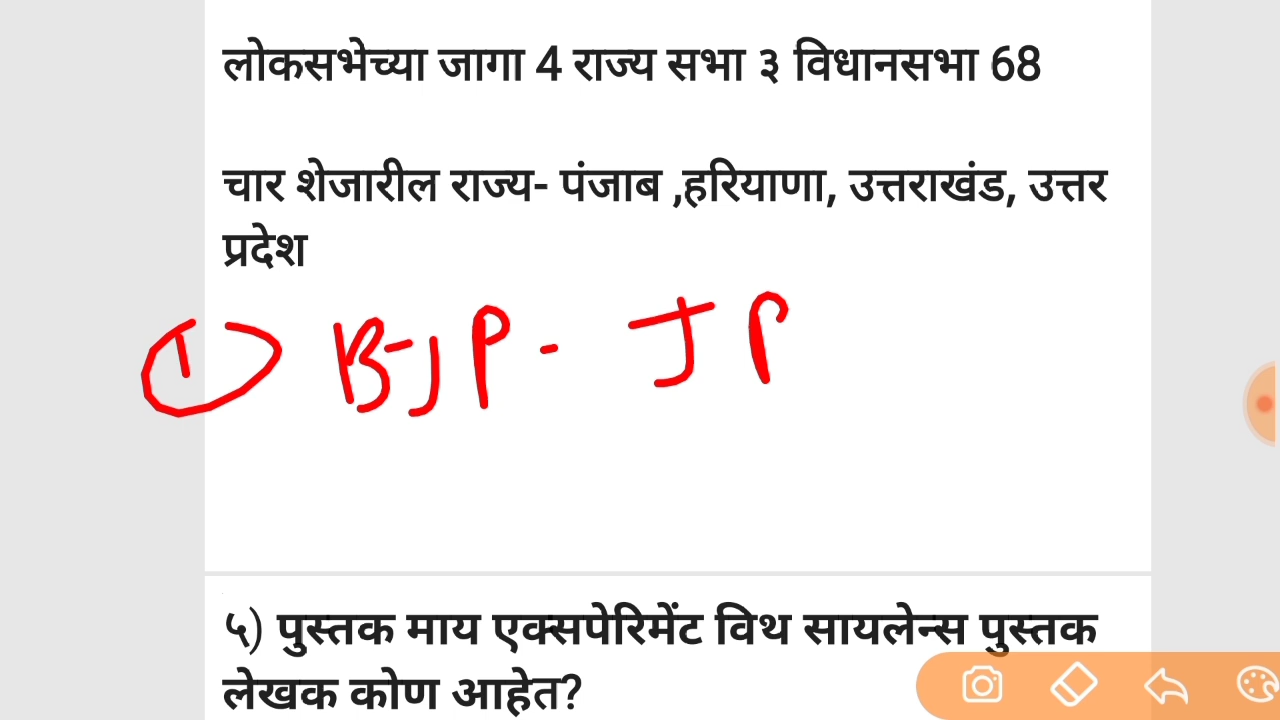 लोकसभेच्या जागा 4 राज्य सभा ३ विधानसभा 68
चार शेजारील राज्य- पंजाब ,हरियाणा, उत्तराखंड, उत्तर
प्रदेश
1 BJP - JP
५) पुस्तक माय एक्सपेरिमेंट विथ सायलेन्स पुस्तक
लेखक कोण आहेत?